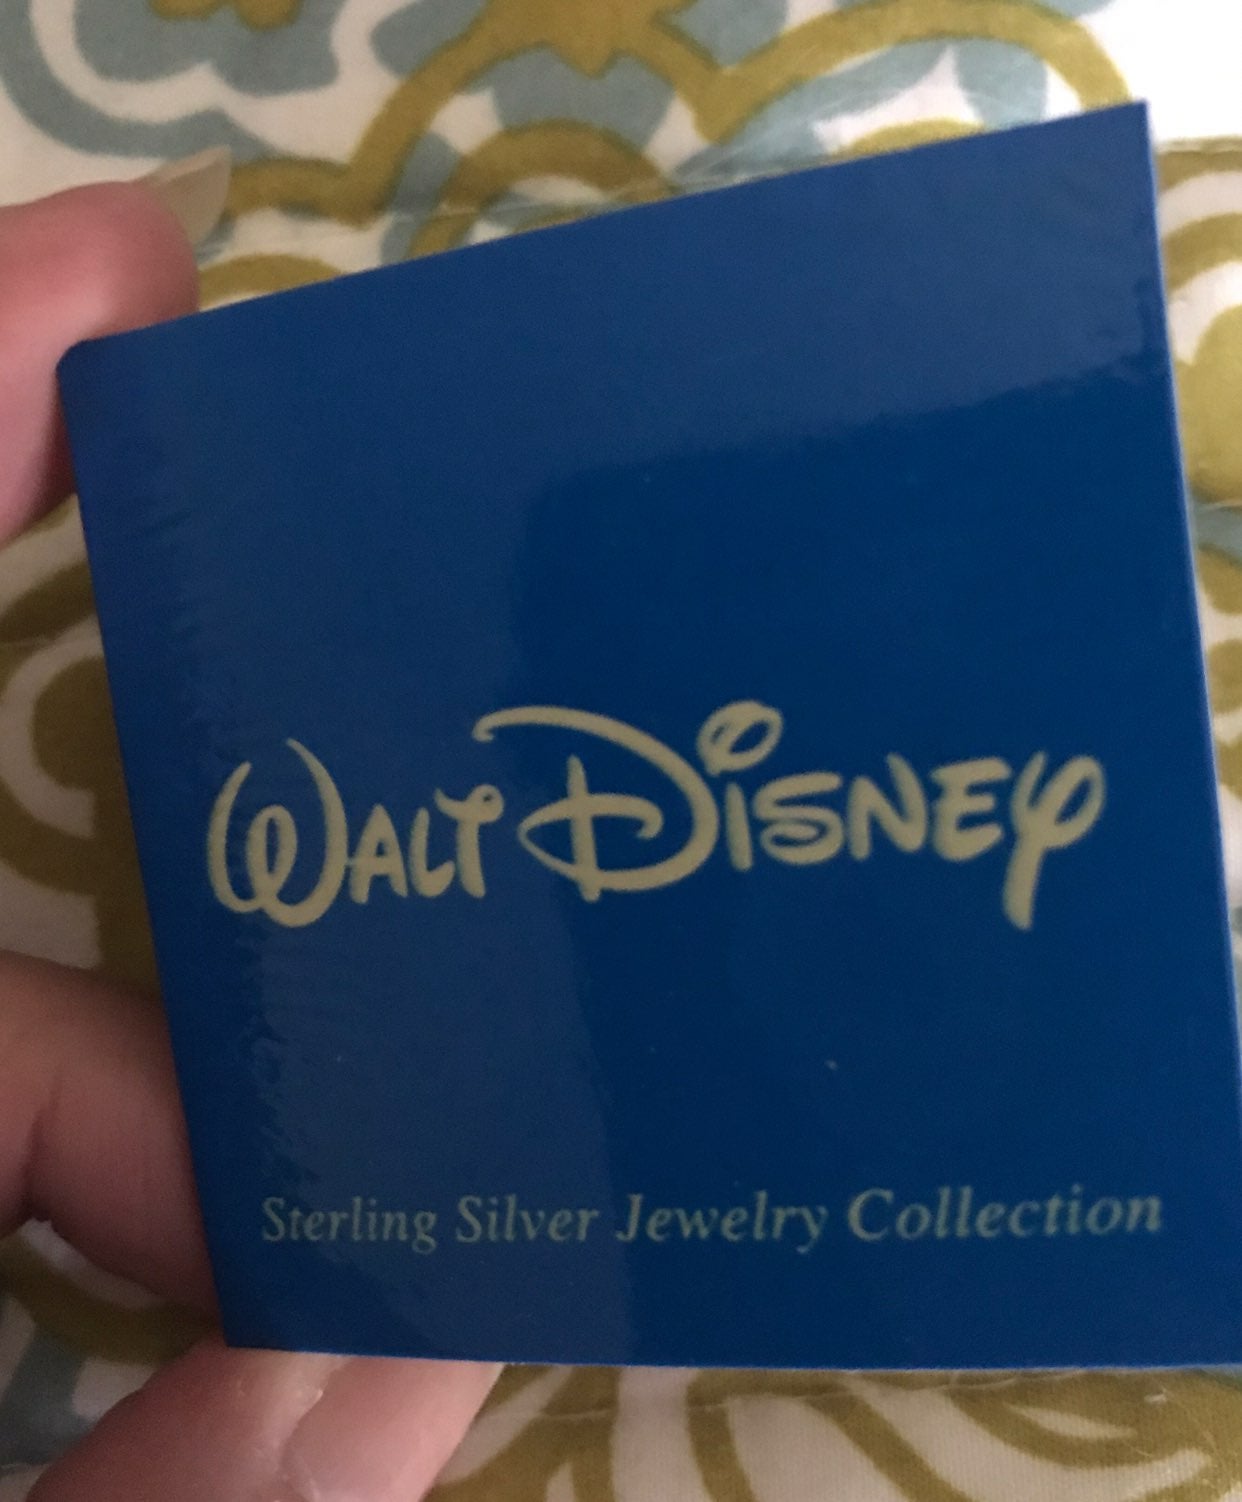 WALT DISNEY
Sterling Silver Jewelry Collection